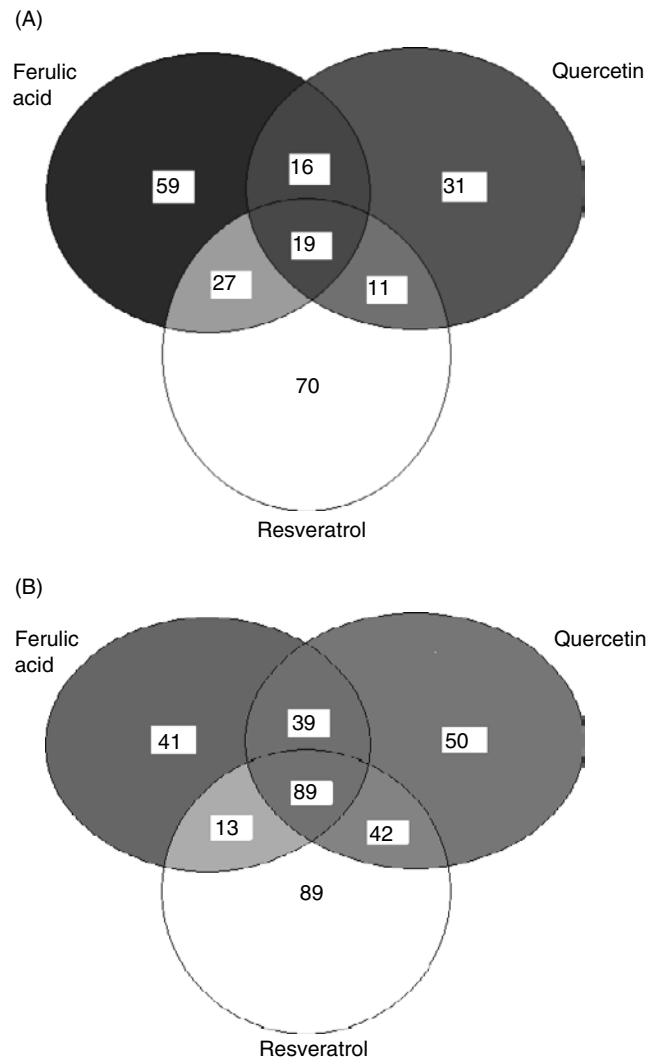 (A)
Ferulic
acid
Quercetin
59
16
31
19
27
11
70
Resveratrol
(B)
Ferulic
acid
Quercetin
41
39
50
89
13
42
89
Resveratrol